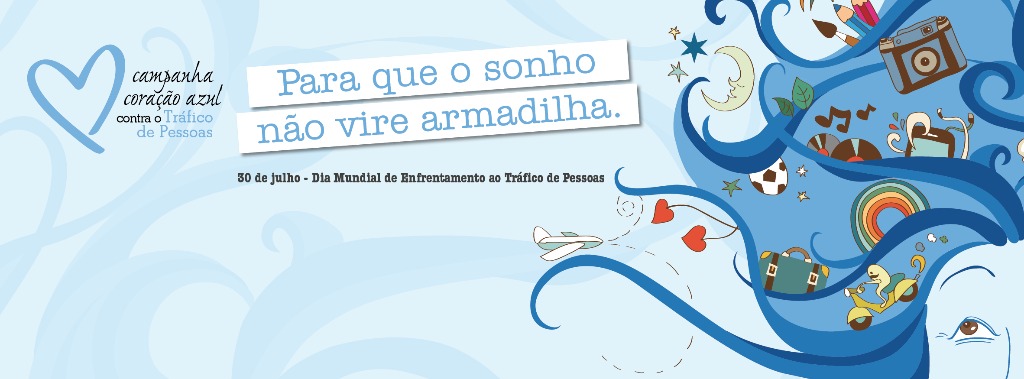 campanha
coração azul
contra o Tráfico
de Pessoas
Para que o sonho
não vire armadilha.
30 de julho - Dia Mundial de Enfrentamento ao Tráfico de Pessoas